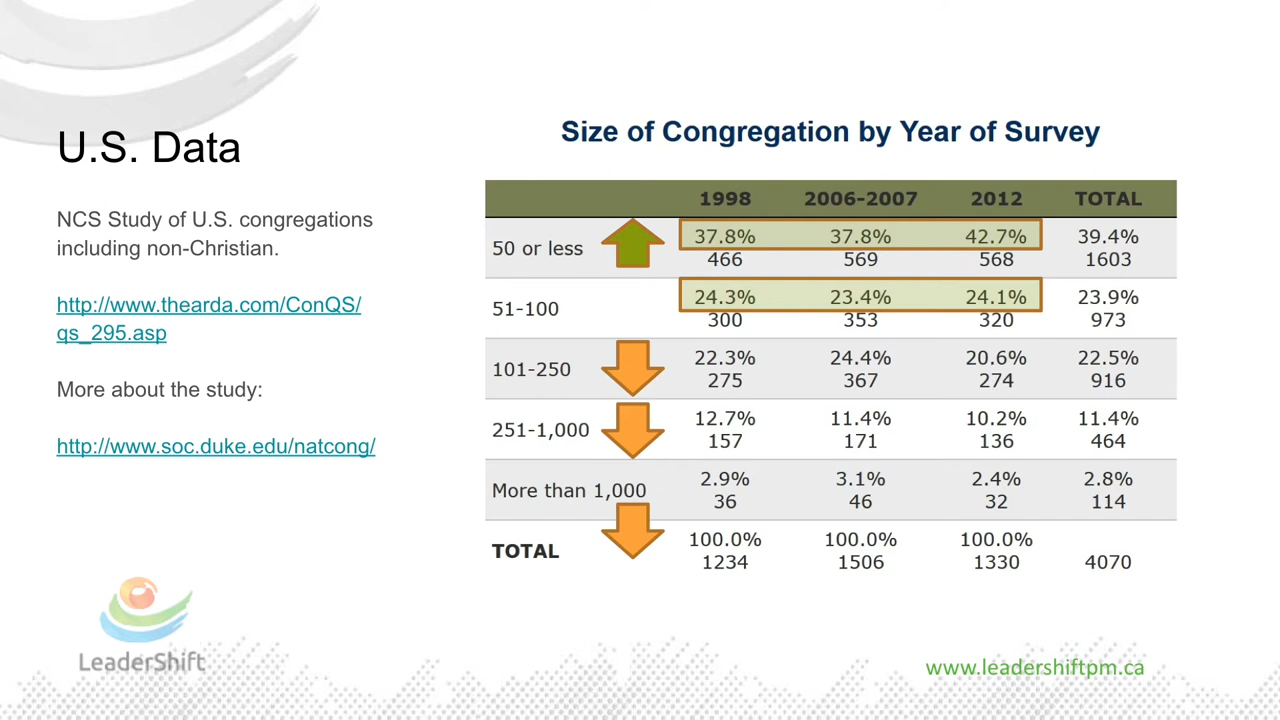 U.S. Data
NCS Study of U.S. congregations
including non-Christian.
http://www.thearda.com/ConQS/
qs_295.asp
More about the study:
http://www.soc.duke.edu/natcong/
Size of Congregation by Year of Survey
1998 2006-2007 2012 TOTAL
50 or less 37.8% 37.8% 42.7% 39.4%
466 569 568 1603
51-100 24.3% 23.4% 24.1% 23.9%
300 353 320 973
101-250 22.3% 24.4% 20.6% 22.5%
275 367 274 916
251-1,000 12.7% 11.4% 10.2% 11.4%
157 171 136 464
More than 1,000 2.9% 3.1% 2.4% 2.8%
36 46 32 114
TOTAL 100.0% 100.0% 100.0%
1234 1506 1330 4070
LeaderShift
www.leadershiftpm.ca